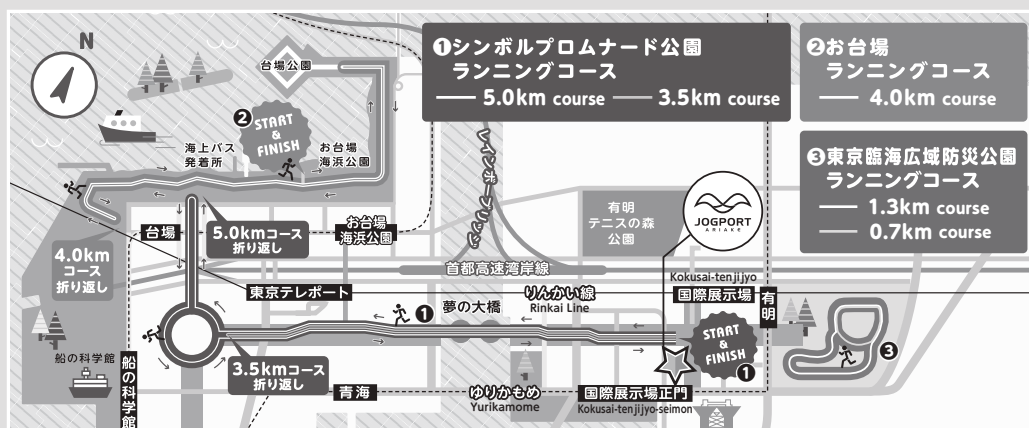 ❶シンボルプロムナード公園
ランニングコース
5.0km course 3.5km course
❷お台場
ランニングコース
4.0km course
❸東京臨海広域防災公園
ランニングコース
1.3km course
0.7km course
N
台場公園
❷
START
&
FINISH
海上バス
発着所
お台場
海浜公園
レインボーブリッジ
有明
テニスの森
公園
JOGPORT
ARIAKE
台場
5.0kmコース
折り返し
お台場
海浜公園
4.0km
コース
折り返し
首都高速湾岸線
Kokusai-tenjijyo
国際展示場
有明
東京テレポート
❶
夢の大橋
りんかい線
Rinkai Line
START
&
FINISH
❶
❸
船の科学館
船の科学館
3.5kmコース
折り返し
青海
ゆりかもめ
Yurikamome
国際展示場正門
Kokusai-tenjijyo-seimon